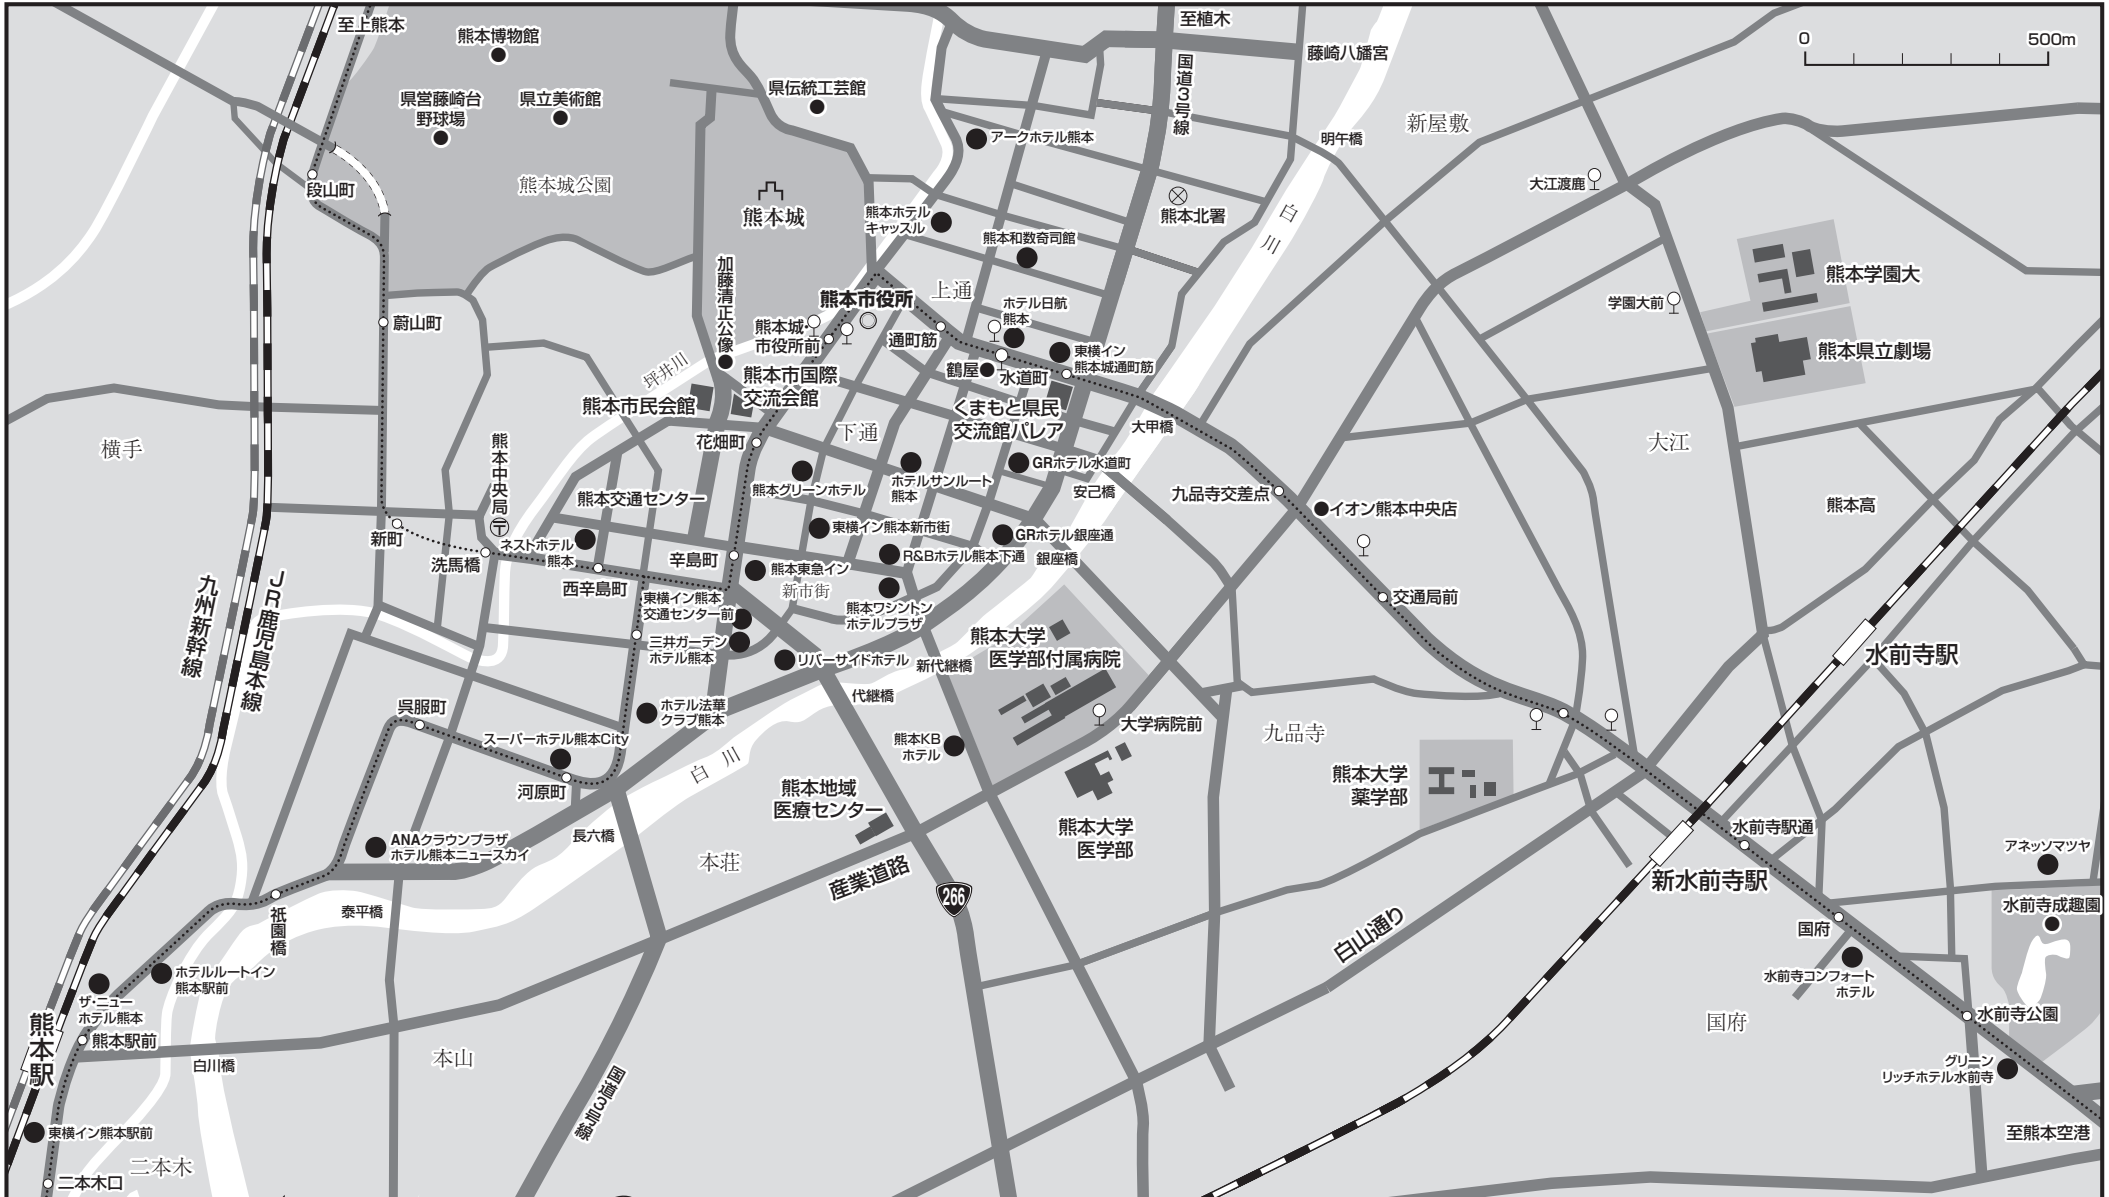 至上熊本
熊本博物館
県営藤崎台
野球場
県立美術館
県伝統工芸館
至植木
国道3号線
藤崎八旛宮
0
500m
アークホテル熊本
明午橋
新屋敷
段山町
熊本城公園
熊本城
熊本ホテル
キャッスル
熊本和数奇司館
熊本北署
白川
大江渡鹿
熊本学園大
学園大前
熊本県立劇場
加藤清正公像
熊本市役所
上通
ホテル日航
熊本
蔚山町
熊本城・
市役所前
通町筋
東横イン
熊本城通町筋
鶴屋
水道町
坪井川
熊本市国際
交流会館
熊本市民会館
くまもと県民
交流館パレア
大甲橋
横手
熊本中央局
花畑町
下通
大江
熊本交通センター
熊本グリーンホテル
ホテルサンルート
熊本
GRホテル水道町
安己橋
九品寺交差点
イオン熊本中央店
熊本高
新町
洗馬橋
ネストホテル
熊本
西辛島町
辛島町
東横イン熊本新市街
R&Bホテル熊本下通
GRホテル銀座通
銀座橋
熊本東急イン
新市街
九州新幹線
JR鹿児島本線
東横イン熊本
交通センター前
熊本ワシントン
ホテルプラザ
三井ガーデン
ホテル熊本
リバーサイドホテル
新代継橋
代継橋
熊本大学
医学部付属病院
交通局前
水前寺駅
呉服町
ホテル法華
クラブ熊本
スーパーホテル熊本City
河原町
白川
熊本KB
ホテル
大学病院前
九品寺
熊本地域
医療センター
熊本大学
医学部
熊本大学
薬学部
長六橋
ANAクラウンプラザ
ホテル熊本ニュースカイ
本荘
産業道路
266
水前寺駅通
新水前寺駅
アネッソマツヤ
祇園橋
泰平橋
白山通り
国府
水前寺成趣園
ホテルルートイン
熊本駅前
ザ・ニュー
ホテル熊本
水前寺コンフォート
ホテル
熊本駅
熊本駅前
白川橋
本山
国道3号線
国府
水前寺公園
グリーン
リッチホテル水前寺
東横イン熊本駅前
二本木
二本木口
至熊本空港